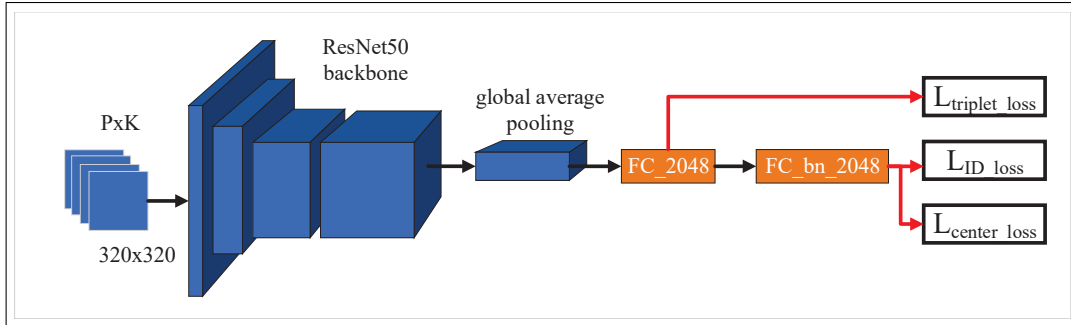 PxK
320x320
ResNet50
backbone
global average
pooling
FC_2048
FC_bn_2048
Ltriplet_loss
LID_loss
Lcenter_loss